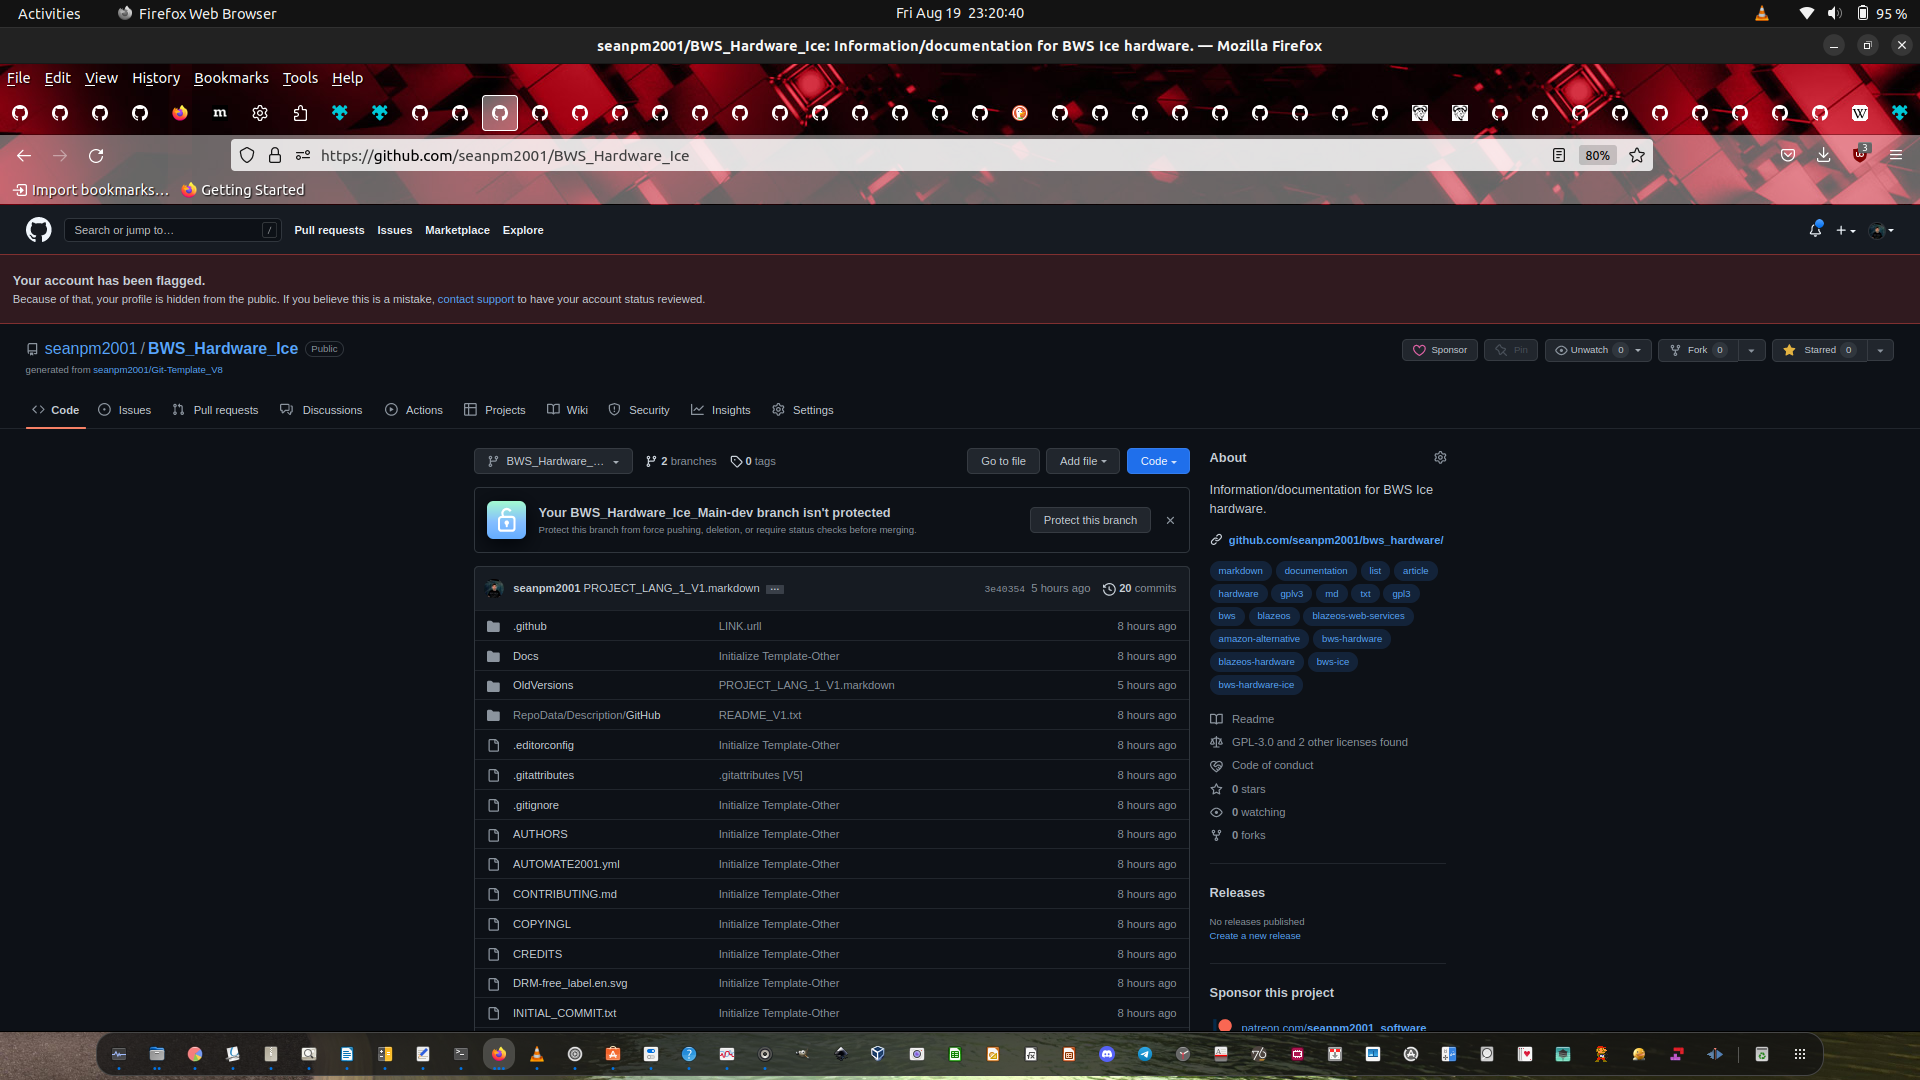 Activities
Firefox Web Browser
Fri Aug 19 23:20:40
95 %
seanpm2001/BWS_Hardware_Ice: Information/documentation for BWS Ice hardware. — Mozilla Firefox
File Edit View History Bookmarks Tools Help
https://github.com/seanpm2001/BWS_Hardware_Ice
80%
3
Import bookmarks… Getting Started
Search or jump to… /
Pull requests Issues Marketplace Explore
Your account has been flagged.
Because of that, your profile is hidden from the public. If you believe this is a mistake, contact support to have your account status reviewed.
seanpm2001 / BWS_Hardware_Ice Public
generated from seanpm2001/Git-Template_V8
Sponsor Pin Unwatch 0 Fork 0 Starred 0
Code Issues Pull requests Discussions Actions Projects Wiki Security Insights Settings
BWS_Hardware_… 2 branches 0 tags
Go to file Add file Code
Your BWS_Hardware_Ice_Main-dev branch isn't protected
Protect this branch from force pushing, deletion, or require status checks before merging.
Protect this branch
seanpm2001 PROJECT_LANG_1_V1.markdown … 3e40354 5 hours ago 20 commits
.github LINK.urll 8 hours ago
Docs Initialize Template-Other 8 hours ago
OldVersions PROJECT_LANG_1_V1.markdown 5 hours ago
RepoData/Description/GitHub README_V1.txt 8 hours ago
.editorconfig Initialize Template-Other 8 hours ago
.gitattributes .gitattributes [V5] 8 hours ago
.gitignore Initialize Template-Other 8 hours ago
AUTHORS Initialize Template-Other 8 hours ago
AUTOMATE2001.yml Initialize Template-Other 8 hours ago
CONTRIBUTING.md Initialize Template-Other 8 hours ago
COPYINGL Initialize Template-Other 8 hours ago
CREDITS Initialize Template-Other 8 hours ago
DRM-free_label.en.svg Initialize Template-Other 8 hours ago
INITIAL_COMMIT.txt Initialize Template-Other 8 hours ago
About
Information/documentation for BWS Ice
hardware.
github.com/seanpm2001/bws_hardware/
markdown documentation list article
hardware gplv3 md txt gpl3
bws blazeos blazeos-web-services
amazon-alternative bws-hardware
blazeos-hardware bws-ice
bws-hardware-ice
Readme
GPL-3.0 and 2 other licenses found
Code of conduct
0 stars
0 watching
0 forks
Releases
No releases published
Create a new release
Sponsor this project
patreon.com/seanpm2001_software